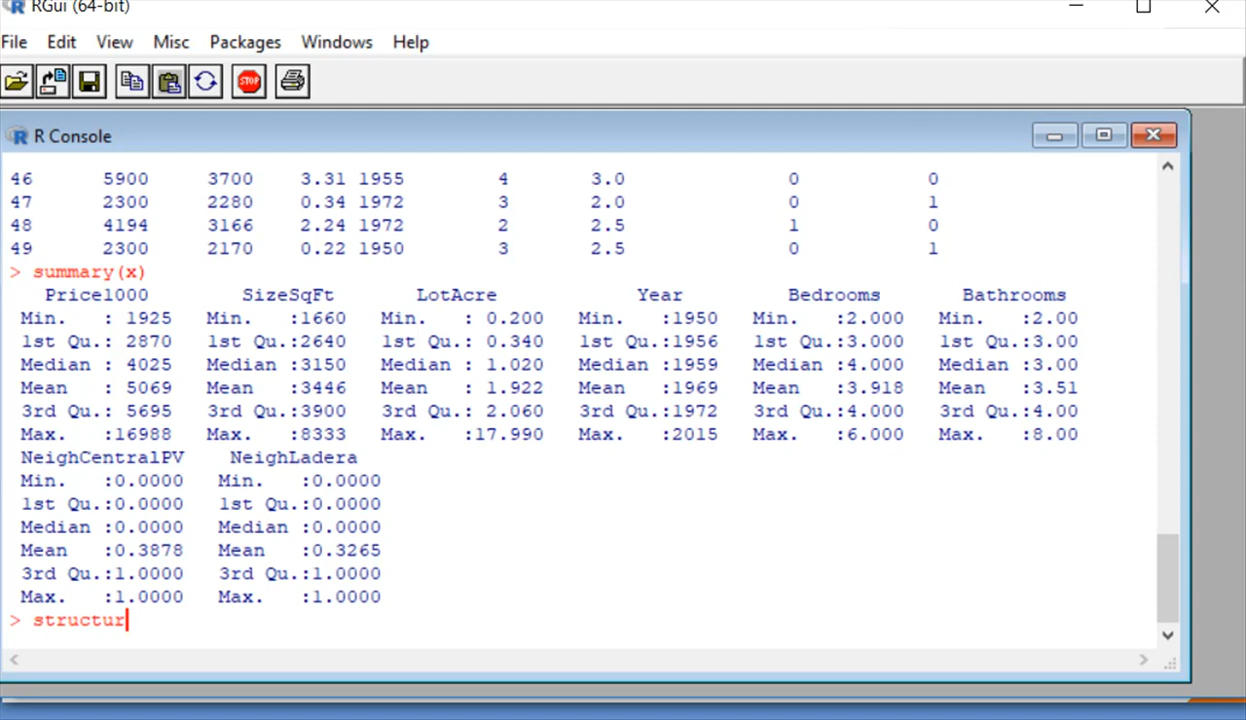 RGui (64-bit)
File Edit View Misc Packages Windows Help
STOP
R Console
46 5900 3700 3.31 1955 4 3.0 0 0
47 2300 2280 0.34 1972 3 2.0 0 1
48 4194 3166 2.24 1972 2 2.5 1 0
49 2300 2170 0.22 1950 3 2.5 0 1
> summary(x)
Price1000 SizeSqFt LotAcre Year Bedrooms Bathrooms
Min. : 1925 Min. :1660 Min. : 0.200 Min. :1950 Min. :2.000 Min. :2.00
1st Qu.: 2870 1st Qu.:2640 1st Qu.: 0.340 1st Qu.:1956 1st Qu.:3.000 1st Qu.:3.00
Median : 4025 Median :3150 Median : 1.020 Median :1959 Median :4.000 Median :3.00
Mean : 5069 Mean :3446 Mean : 1.922 Mean :1969 Mean :3.918 Mean :3.51
3rd Qu.: 5695 3rd Qu.:3900 3rd Qu.: 2.060 3rd Qu.:1972 3rd Qu.:4.000 3rd Qu.:4.00
Max. :16988 Max. :8333 Max. :17.990 Max. :2015 Max. :6.000 Max. :8.00
NeighCentralPV NeighLadera
Min. :0.0000 Min. :0.0000
1st Qu.:0.0000 1st Qu.:0.0000
Median :0.0000 Median :0.0000
Mean :0.3878 Mean :0.3265
3rd Qu.:1.0000 3rd Qu.:1.0000
Max. :1.0000 Max. :1.0000
> structur